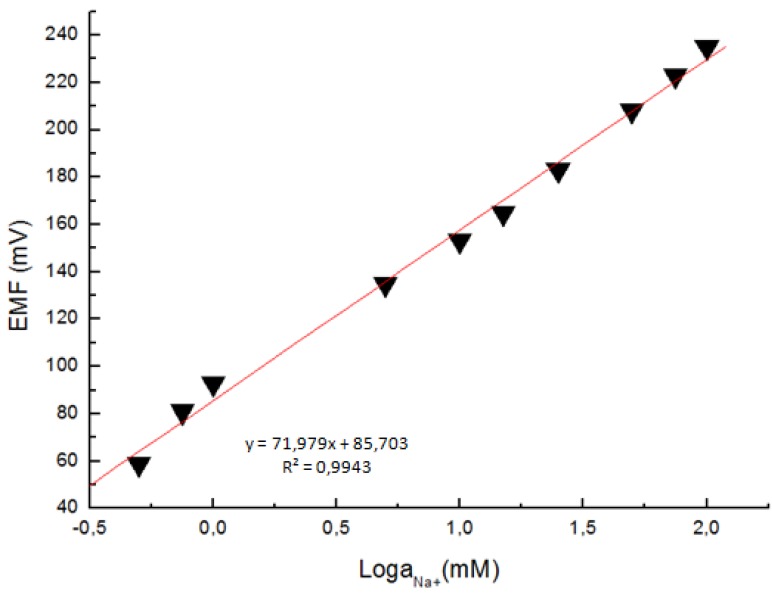 240
220
200
180
160
140
120
100
80
60
40
EMF (mV)
y = 71,979x + 85,703
R² = 0,9943
-0,5 0,0 0,5 1,0 1,5 2,0
LogaNa+(mM)